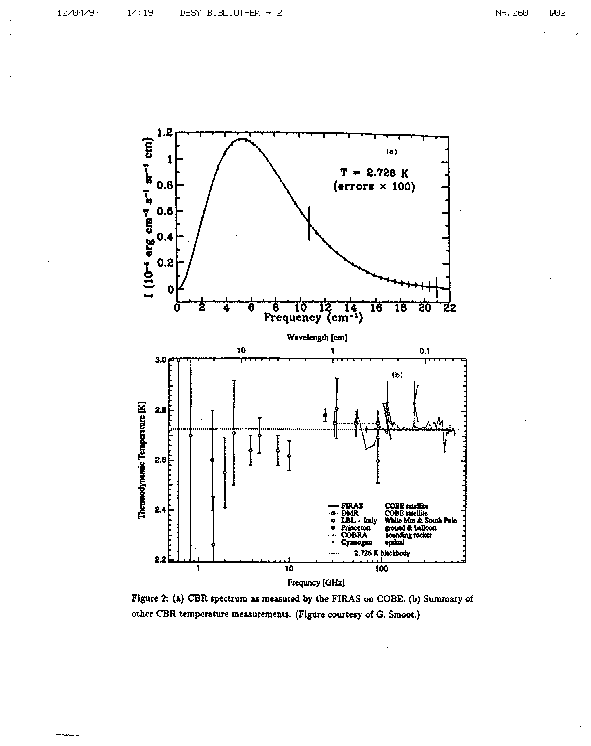 12/04/97 17:19 DESY BIBLIOTHEK → 2 NR.260 D02
1.2
1
0.8
0.6
0.4
0.2
0
I (10⁻⁴ erg cm⁻² s⁻¹ sr⁻¹ cm)
(a)
T = 2.726 K
(errors × 100)
0 2 4 6 8 10 12 14 16 18 20 22
Frequency (cm⁻¹)
Wavelength [cm]
10 1 0.1
3.0
2.8
2.6
2.4
2.2
Thermodynamic Temperature [K]
(b)
FIRAS COBE satellite
DMR COBE satellite
LBL - Italy White Mtn & South Pole
Princeton ground & balloon
COBRA sounding rocket
Cyanogen optical
2.726 K blackbody
1 10 100
Frequncy [GHz]
Figure 2: (a) CBR spectrum as measured by the FIRAS on COBE. (b) Summary of
other CBR temperature measurements. (Figure courtesy of G. Smoot.)